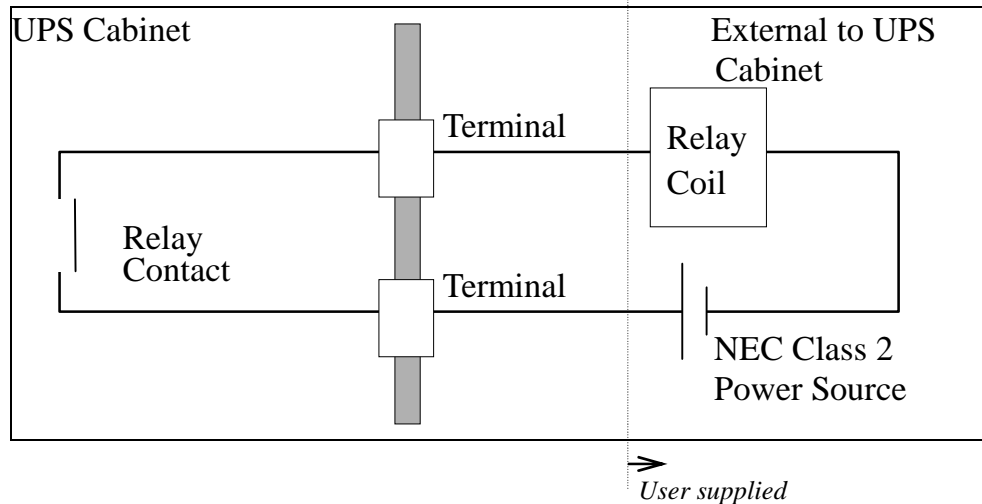 UPS Cabinet
External to UPS
Cabinet
Terminal
Relay
Coil
Relay
Contact
Terminal
NEC Class 2
Power Source
User supplied